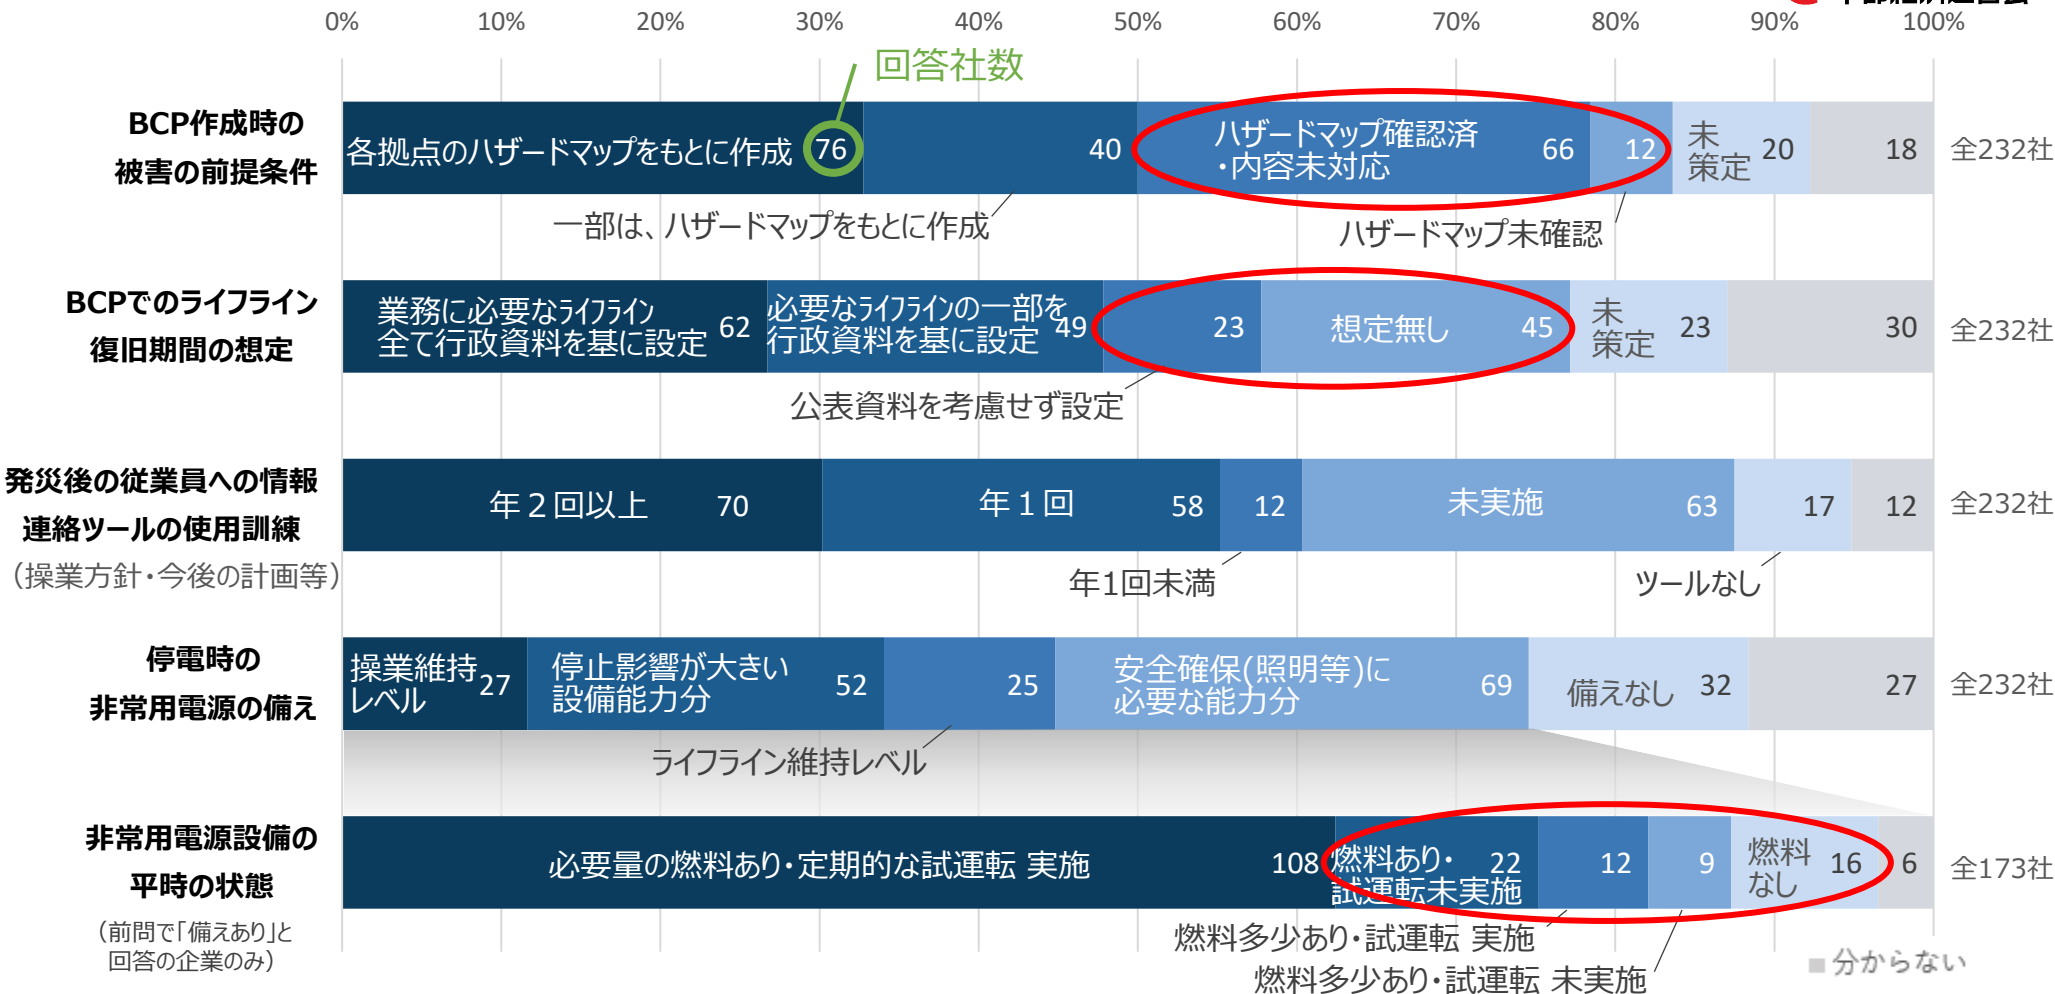 0% 10% 20% 30% 40% 50% 60% 70% 80% 90% 100%
回答社数
BCP作成時の
被害の前提条件
各拠点のハザードマップをもとに作成 76
40
ハザードマップ確認済
・内容未対応
66
12
未
策定
20
18
全232社
一部は、ハザードマップをもとに作成
ハザードマップ未確認
BCPでのライフライン
復旧期間の想定
業務に必要なライフライン
全て行政資料を基に設定
62
必要なライフラインの一部を
行政資料を基に設定
49
23
想定無し 45
未
策定
23
30
全232社
公表資料を考慮せず設定
発災後の従業員への情報
連絡ツールの使用訓練
（操業方針・今後の計画等）
年２回以上 70
年１回 58
12
未実施 63
17
12
全232社
年1回未満
ツールなし
停電時の
非常用電源の備え
操業維持
レベル
27
停止影響が大きい
設備能力分
52
25
安全確保(照明等)に
必要な能力分
69
備えなし 32
27
全232社
ライフライン維持レベル
非常用電源設備の
平時の状態
（前問で「備えあり」と
回答の企業のみ）
必要量の燃料あり・定期的な試運転 実施 108
燃料あり・
試運転未実施
22
12
9
燃料
なし
16
6
全173社
燃料多少あり・試運転 実施
燃料多少あり・試運転 未実施
分からない